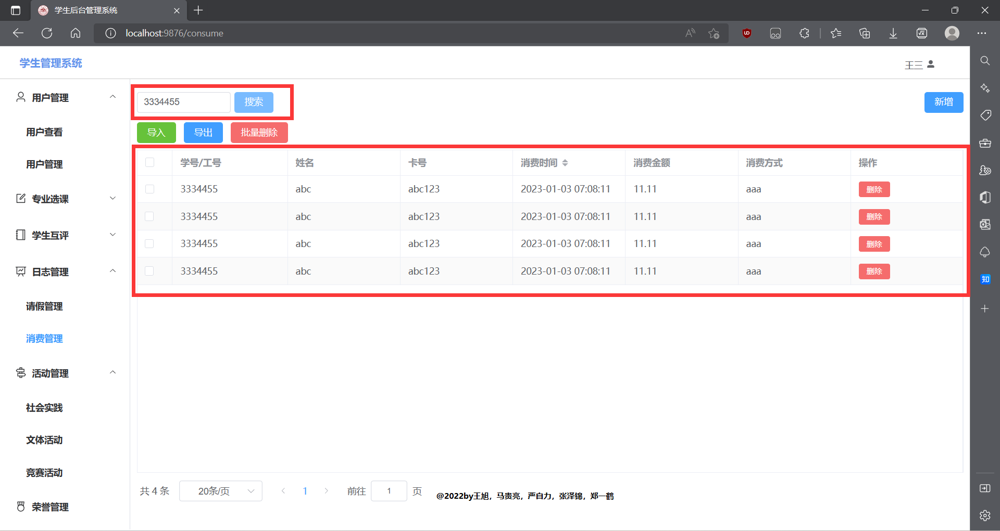 学生后台管理系统
localhost:9876/consume
学生管理系统
王三
用户管理
用户查看
用户管理
专业选课
学生互评
日志管理
请假管理
消费管理
活动管理
社会实践
文体活动
竞赛活动
荣誉管理
3334455 搜索 新增
导入 导出 批量删除
学号/工号 姓名 卡号 消费时间 消费金额 消费方式 操作
3334455 abc abc123 2023-01-03 07:08:11 11.11 aaa 删除
3334455 abc abc123 2023-01-03 07:08:11 11.11 aaa 删除
3334455 abc abc123 2023-01-03 07:08:11 11.11 aaa 删除
3334455 abc abc123 2023-01-03 07:08:11 11.11 aaa 删除
共 4 条 20条/页 1 前往 1 页 @2022by王旭，马贵亮，严自力，张泽锦，郑一鹤
知